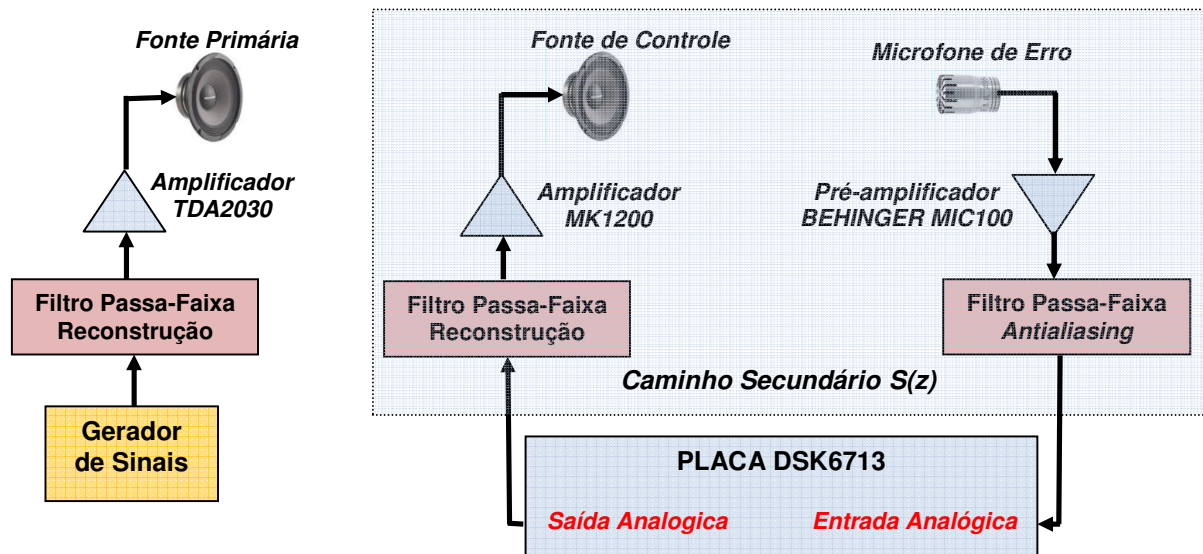 Fonte Primária
Amplificador
TDA2030
Filtro Passa-Faixa
Reconstrução
Gerador
de Sinais
Fonte de Controle
Amplificador
MK1200
Filtro Passa-Faixa
Reconstrução
Microfone de Erro
Pré-amplificador
BEHINGER MIC100
Filtro Passa-Faixa
Antialiasing
Caminho Secundário S(z)
PLACA DSK6713
Saída Analogica
Entrada Analógica